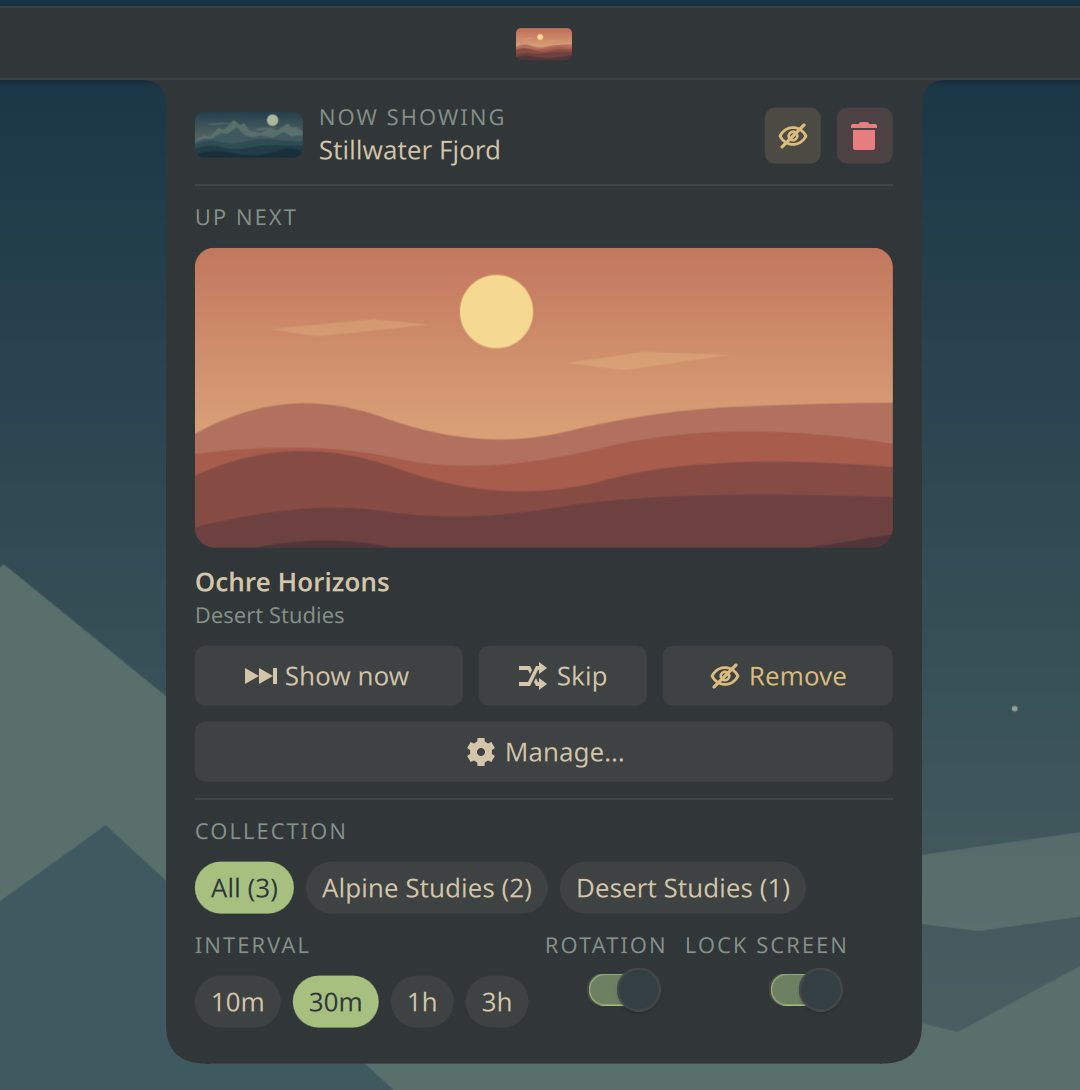 NOW SHOWING
Stillwater Fjord
UP NEXT
Ochre Horizons
Desert Studies
Show now Skip Remove
Manage...
COLLECTION
All (3) Alpine Studies (2) Desert Studies (1)
INTERVAL ROTATION LOCK SCREEN
10m 30m 1h 3h